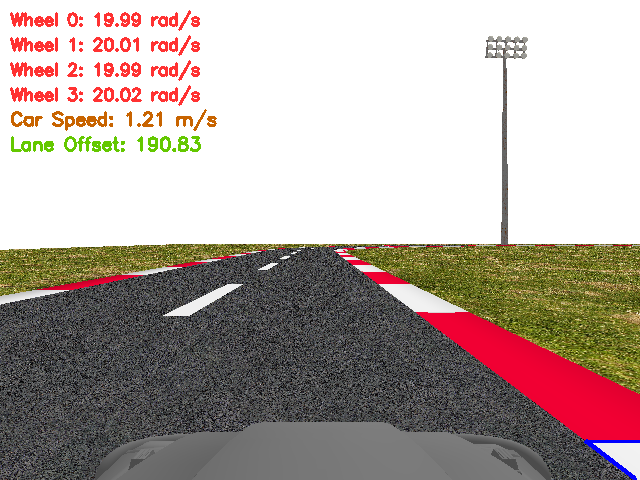 Wheel 0: 19.99 rad/s
Wheel 1: 20.01 rad/s
Wheel 2: 19.99 rad/s
Wheel 3: 20.02 rad/s
Car Speed: 1.21 m/s
Lane Offset: 190.83